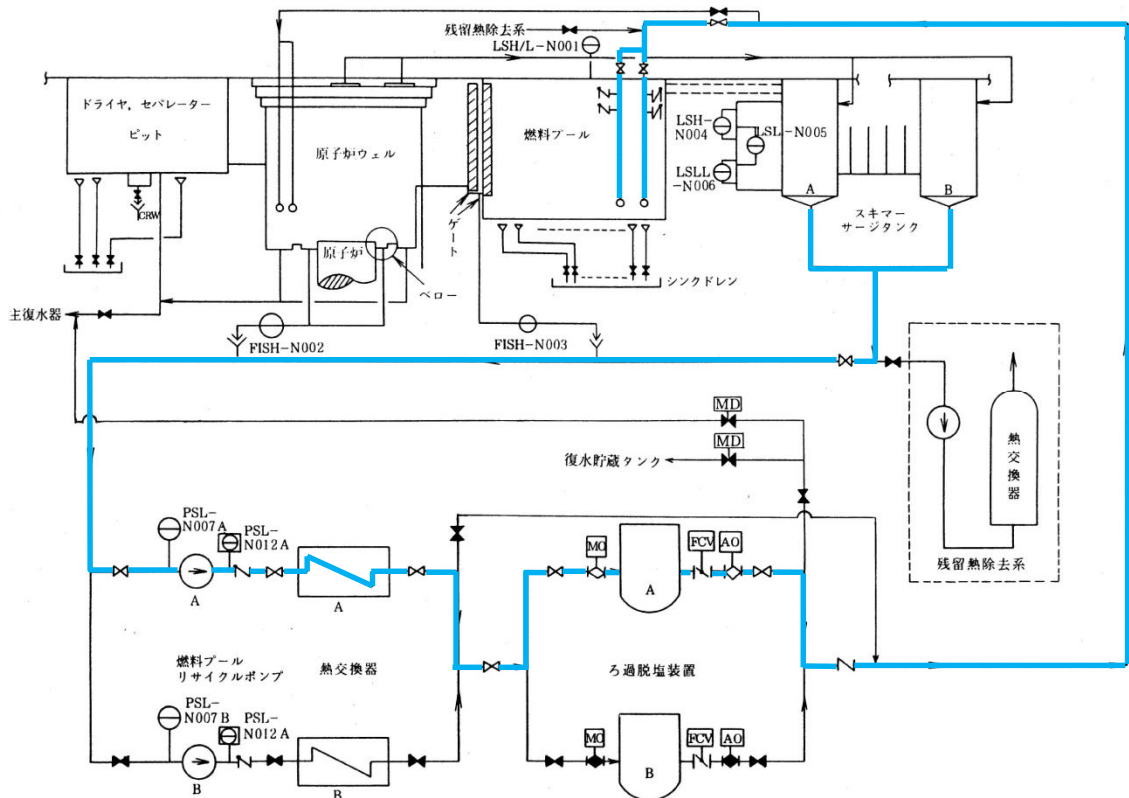 残留熱除去系
LSH/L-N001
ドライヤ，セパレーター
ピット
原子炉ウェル
燃料プール
LSH-
N004
LSL-N005
LSLL
-N006
A
B
スキマー
サージタンク
CRW
ゲート
原子炉
ベロー
シンクドレン
主復水器
FISH-N002
FISH-N003
MD
MD
復水貯蔵タンク
熱交換器
残留熱除去系
PSL-
N007A
PSL-
N012A
A
A
MO
A
FCV
AO
燃料プール
リサイクルポンプ
熱交換器
ろ過脱塩装置
PSL-
N007B
PSL-
N012A
B
B
MO
B
FCV
AO